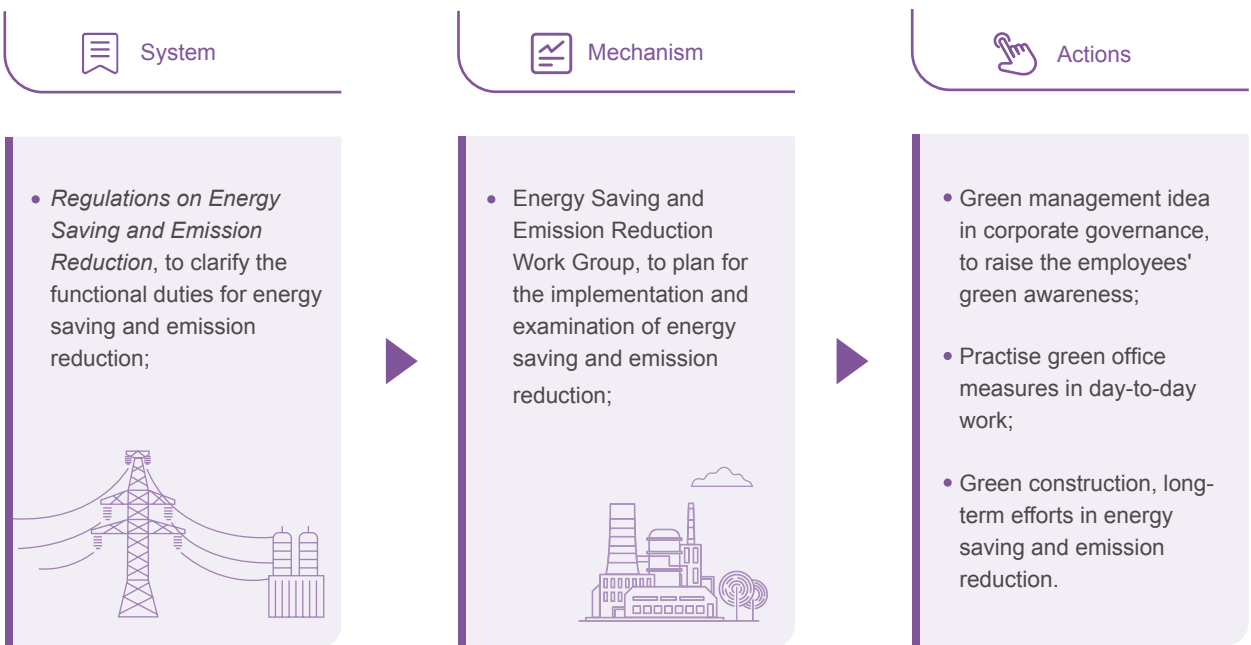 System
Regulations on Energy
Saving and Emission
Reduction, to clarify the
functional duties for energy
saving and emission
reduction;
Mechanism
Energy Saving and
Emission Reduction
Work Group, to plan for
the implementation and
examination of energy
saving and emission
reduction;
Actions
Green management idea
in corporate governance,
to raise the employees'
green awareness;
Practise green office
measures in day-to-day
work;
Green construction, long-
term efforts in energy
saving and emission
reduction.